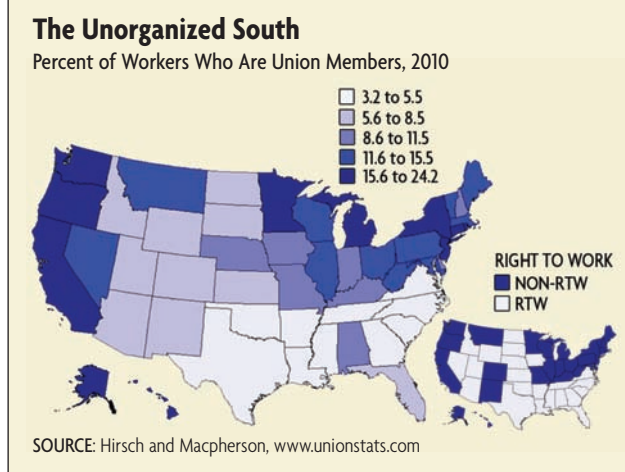 The Unorganized South
Percent of Workers Who Are Union Members, 2010
3.2 to 5.5
5.6 to 8.5
8.6 to 11.5
11.6 to 15.5
15.6 to 24.2
RIGHT TO WORK
NON-RTW
RTW
SOURCE: Hirsch and Macpherson, www.unionstats.com